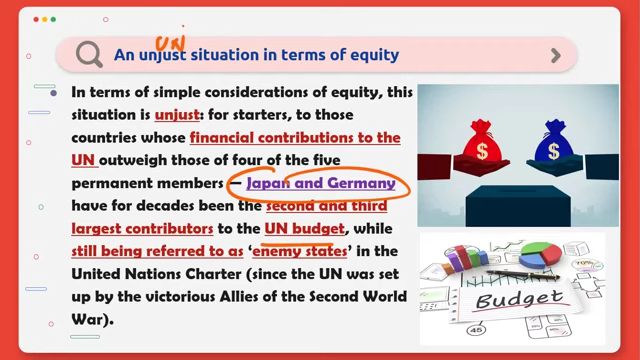 UN
An unjust situation in terms of equity
In terms of simple considerations of equity, this
situation is unjust: for starters, to those
countries whose financial contributions to the
UN outweigh those of four of the five
permanent members – Japan and Germany
have for decades been the second and third
largest contributors to the UN budget, while
still being referred to as ‘enemy states’ in the
United Nations Charter (since the UN was set
up by the victorious Allies of the Second World
War).
$ $
70%
Budget
45